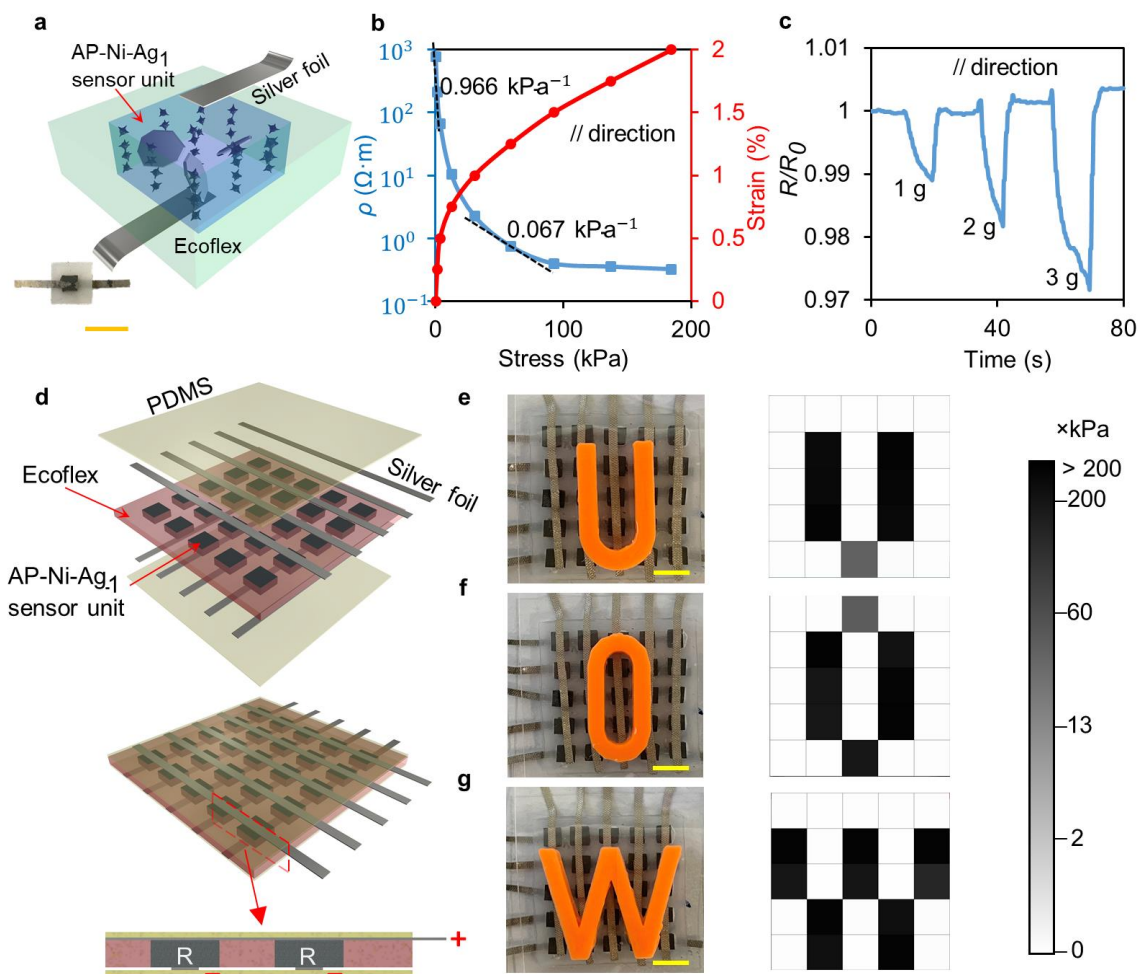 a
AP-Ni-Ag1
sensor unit
Silver foil
Ecoflex
b
10³
10²
10¹
10⁰
10⁻¹
ρ (Ω·m)
0.966 kPa⁻¹
// direction
0.067 kPa⁻¹
2
1.5
1
0.5
0
Strain (%)
0
100
200
Stress (kPa)
c
1.01
1
0.99
0.98
0.97
R/R0
// direction
1 g
2 g
3 g
0
40
80
Time (s)
d
PDMS
Ecoflex
Silver foil
AP-Ni-Ag1
sensor unit
R
R
+
e
U
f
O
g
W
×kPa
> 200
200
60
13
2
0